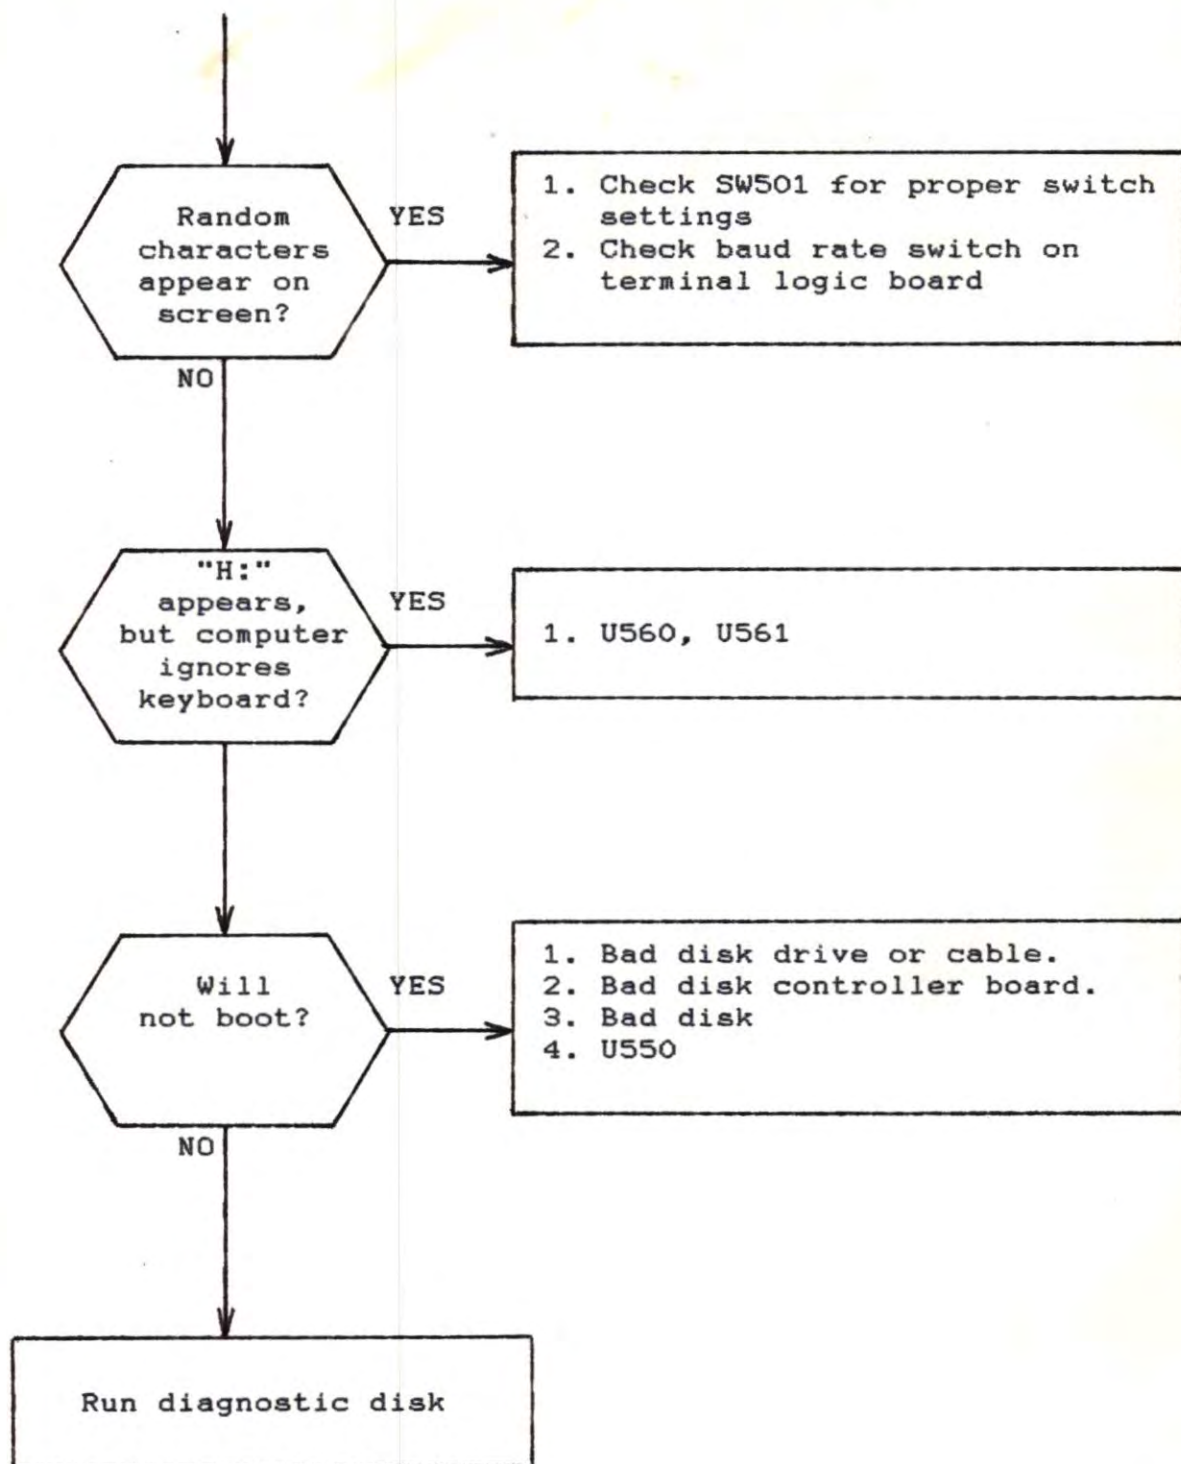 Random
characters
appear on
screen?
YES
1. Check SW501 for proper switch
settings
2. Check baud rate switch on
terminal logic board
NO
"H:"
appears,
but computer
ignores
keyboard?
YES
1. U560, U561
Will
not boot?
YES
1. Bad disk drive or cable.
2. Bad disk controller board.
3. Bad disk
4. U550
NO
Run diagnostic disk